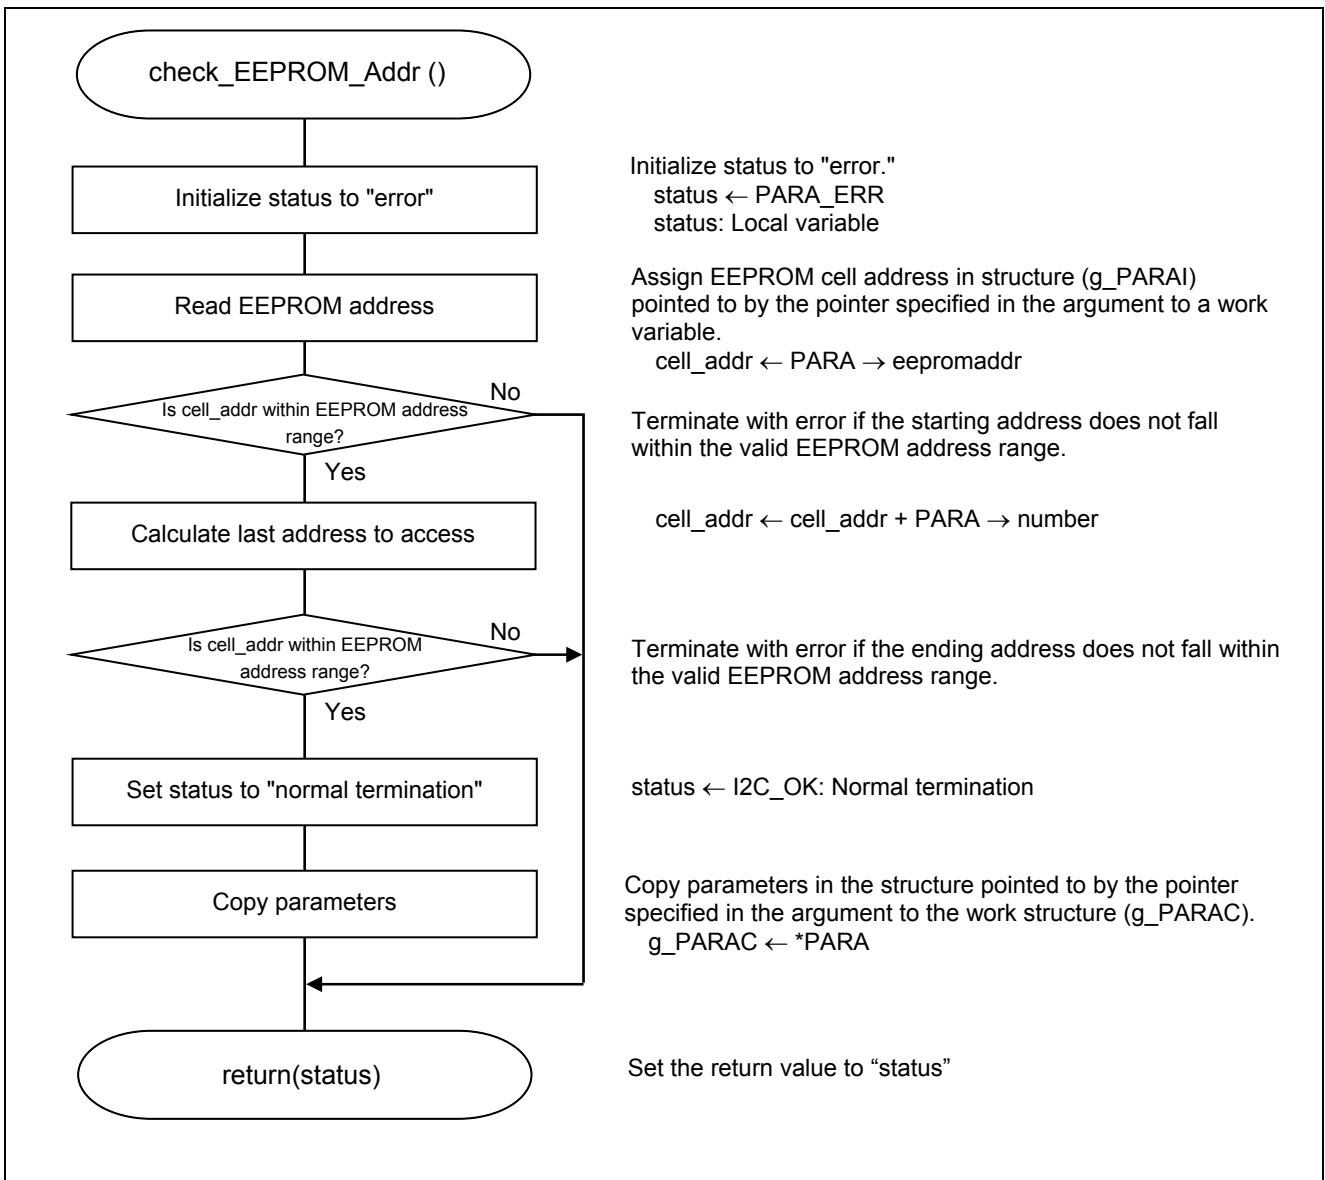 check_EEPROM_Addr ()
Initialize status to "error"
Initialize status to "error."
status ← PARA_ERR
status: Local variable
Read EEPROM address
Assign EEPROM cell address in structure (g_PARAI)
pointed to by the pointer specified in the argument to a work
variable.
cell_addr ← PARA → eepromaddr
Is cell_addr within EEPROM address
range?
No
Yes
Terminate with error if the starting address does not fall
within the valid EEPROM address range.
Calculate last address to access
cell_addr ← cell_addr + PARA → number
Is cell_addr within EEPROM
address range?
No
Yes
Terminate with error if the ending address does not fall within
the valid EEPROM address range.
Set status to "normal termination"
status ← I2C_OK: Normal termination
Copy parameters
Copy parameters in the structure pointed to by the pointer
specified in the argument to the work structure (g_PARAC).
g_PARAC ← *PARA
return(status)
Set the return value to “status”